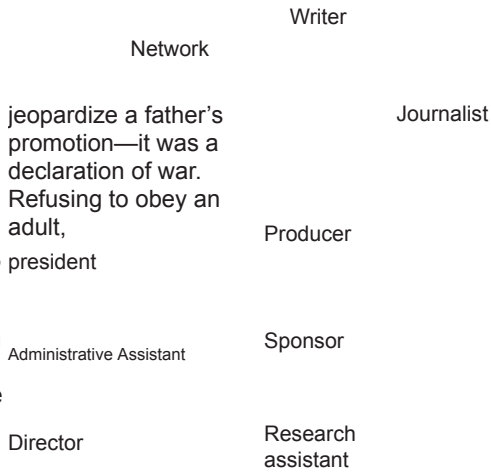 Writer
Network
jeopardize a father’s
promotion—it was a
declaration of war.
Refusing to obey an
adult,
president
Journalist
Producer
Administrative Assistant
Sponsor
Director
Research
assistant